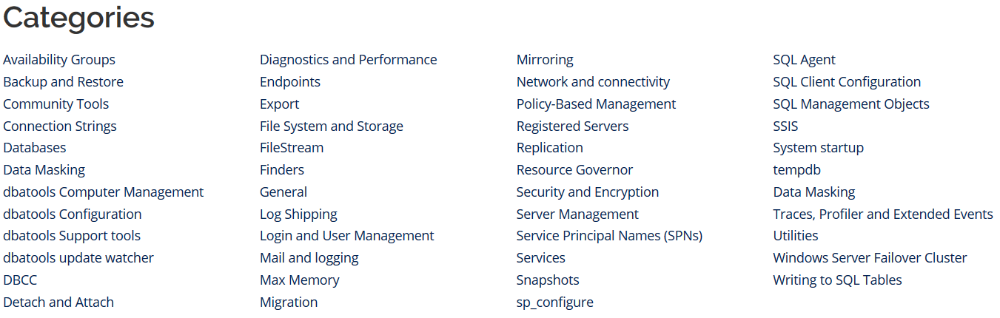 Categories
Availability Groups
Backup and Restore
Community Tools
Connection Strings
Databases
Data Masking
dbatools Computer Management
dbatools Configuration
dbatools Support tools
dbatools update watcher
DBCC
Detach and Attach
Diagnostics and Performance
Endpoints
Export
File System and Storage
FileStream
Finders
General
Log Shipping
Login and User Management
Mail and logging
Max Memory
Migration
Mirroring
Network and connectivity
Policy-Based Management
Registered Servers
Replication
Resource Governor
Security and Encryption
Server Management
Service Principal Names (SPNs)
Services
Snapshots
sp_configure
SQL Agent
SQL Client Configuration
SQL Management Objects
SSIS
System startup
tempdb
Data Masking
Traces, Profiler and Extended Events
Utilities
Windows Server Failover Cluster
Writing to SQL Tables